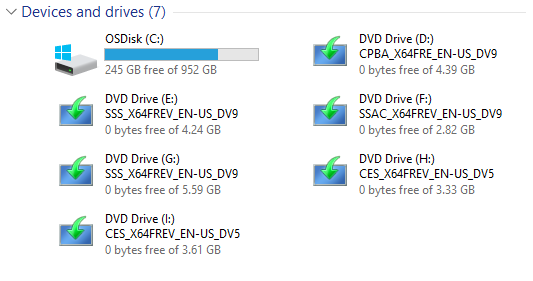 Devices and drives (7)
OSDisk (C:)
245 GB free of 952 GB
DVD Drive (D:)
CPBA_X64FRE_EN-US_DV9
0 bytes free of 4.39 GB
DVD Drive (E:)
SSS_X64FREV_EN-US_DV9
0 bytes free of 4.24 GB
DVD Drive (F:)
SSAC_X64FREV_EN-US_DV9
0 bytes free of 2.82 GB
DVD Drive (G:)
SSS_X64FREV_EN-US_DV9
0 bytes free of 5.59 GB
DVD Drive (H:)
CES_X64FREV_EN-US_DV5
0 bytes free of 3.33 GB
DVD Drive (I:)
CES_X64FREV_EN-US_DV5
0 bytes free of 3.61 GB